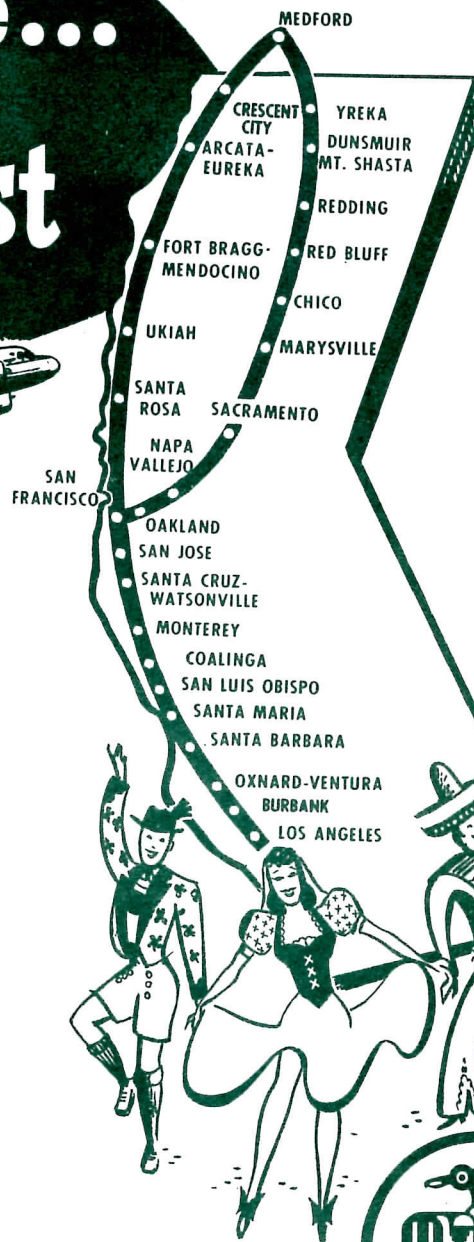 st
MEDFORD
CRESCENT
CITY
YREKA
ARCATA-
EUREKA
DUNSMUIR
MT. SHASTA
REDDING
FORT BRAGG-
MENDOCINO
RED BLUFF
CHICO
UKIAH
MARYSVILLE
SANTA
ROSA
SACRAMENTO
NAPA
VALLEJO
SAN
FRANCISCO
OAKLAND
SAN JOSE
SANTA CRUZ-
WATSONVILLE
MONTEREY
COALINGA
SAN LUIS OBISPO
SANTA MARIA
SANTA BARBARA
OXNARD-VENTURA
BURBANK
LOS ANGELES